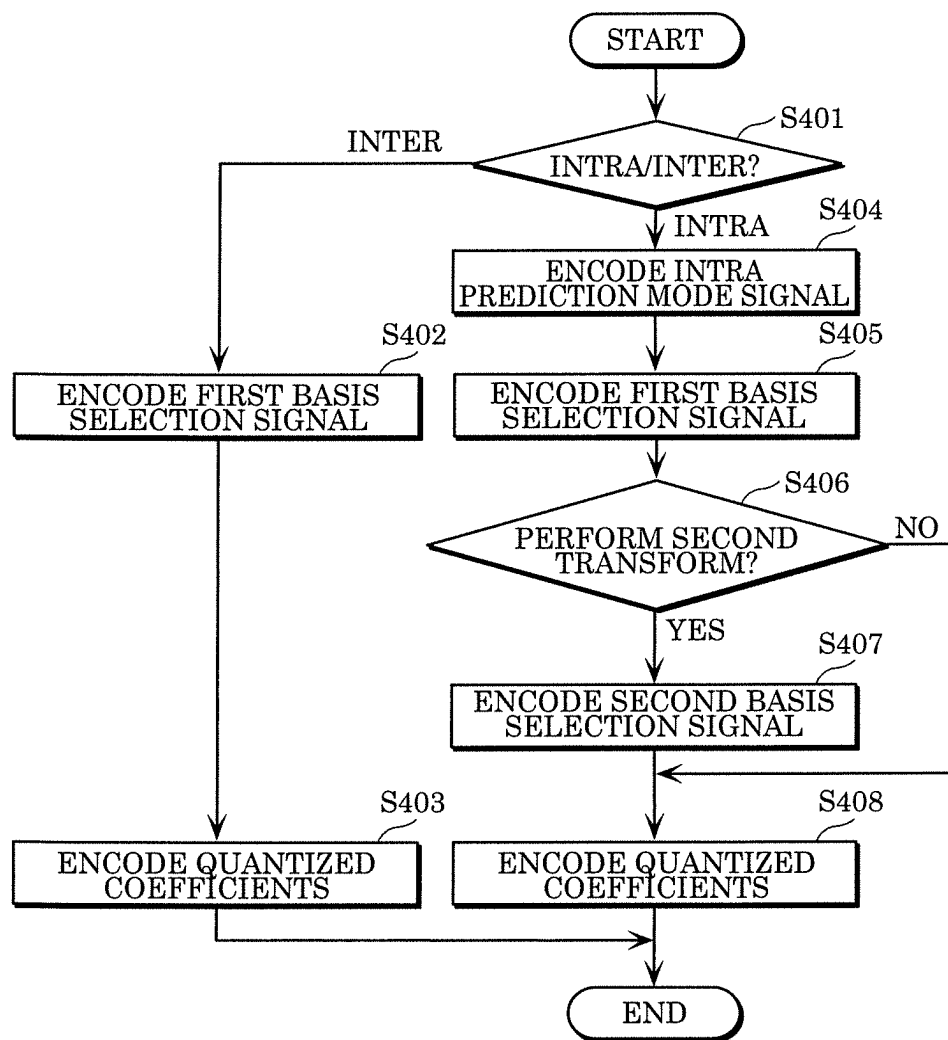 START
S401
INTER
INTRA/INTER?
INTRA
S404
ENCODE INTRA
PREDICTION MODE SIGNAL
S402
ENCODE FIRST BASIS
SELECTION SIGNAL
S405
ENCODE FIRST BASIS
SELECTION SIGNAL
S406
PERFORM SECOND
TRANSFORM?
NO
YES
S407
ENCODE SECOND BASIS
SELECTION SIGNAL
S403
ENCODE QUANTIZED
COEFFICIENTS
S408
ENCODE QUANTIZED
COEFFICIENTS
END